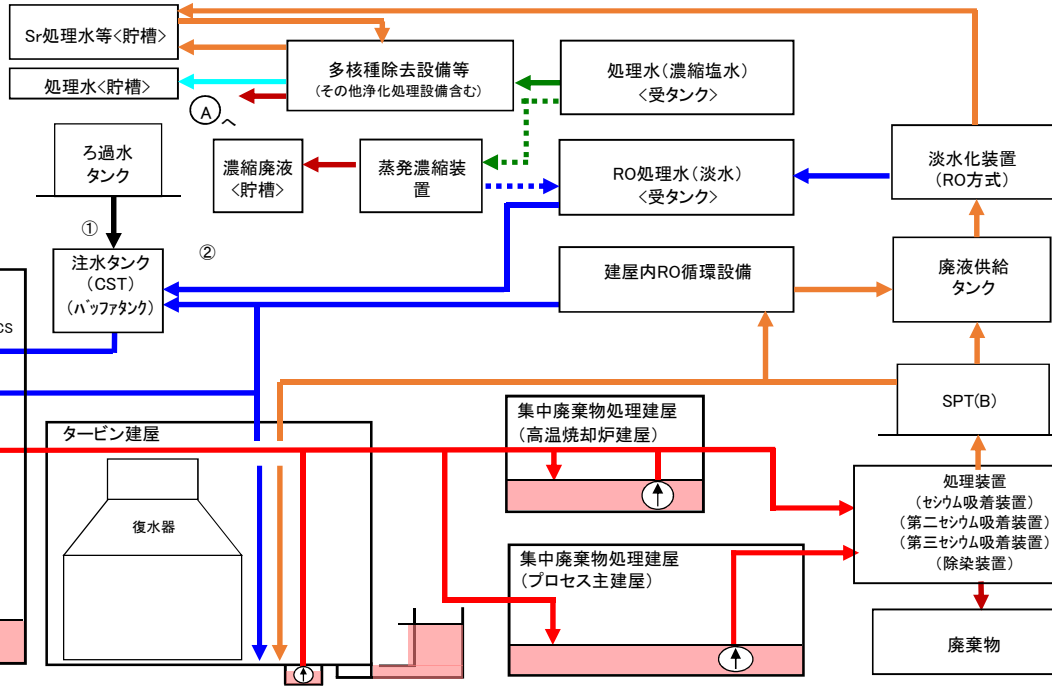 Sr処理水等<貯槽>
処理水<貯槽>
多核種除去設備等
(その他浄化処理設備含む)
処理水(濃縮塩水)
<受タンク>
A
へ
ろ過水
タンク
濃縮廃液
<貯槽>
蒸発濃縮装
置
RO処理水(淡水)
<受タンク>
淡水化装置
(RO方式)
①
②
注水タンク
(CST)
(バッファタンク)
建屋内RO循環設備
廃液供給
タンク
CS
SPT(B)
タービン建屋
復水器
集中廃棄物処理建屋
(高温焼却炉建屋)
集中廃棄物処理建屋
(プロセス主建屋)
処理装置
(セシウム吸着装置)
(第二セシウム吸着装置)
(第三セシウム吸着装置)
(除染装置)
廃棄物